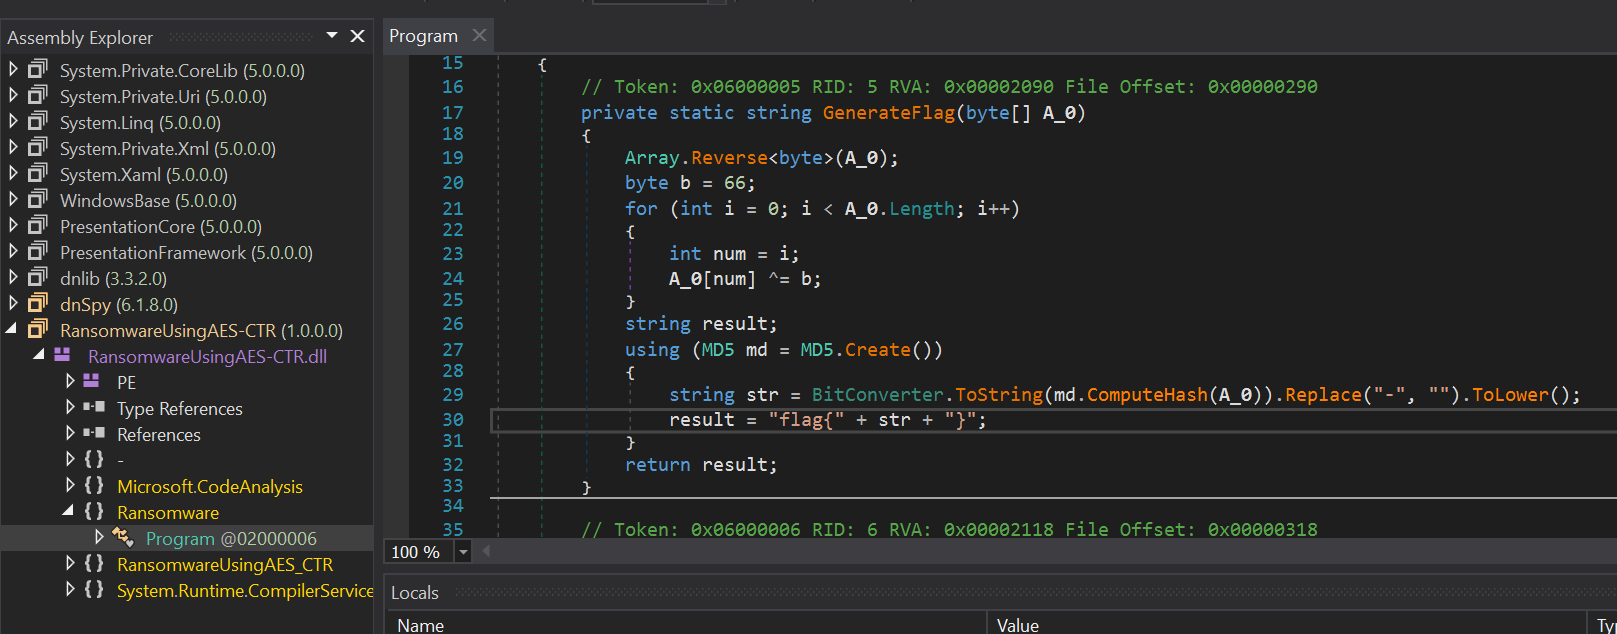 Assembly Explorer
System.Private.CoreLib (5.0.0.0)
System.Private.Uri (5.0.0.0)
System.Linq (5.0.0.0)
System.Private.Xml (5.0.0.0)
System.Xaml (5.0.0.0)
WindowsBase (5.0.0.0)
PresentationCore (5.0.0.0)
PresentationFramework (5.0.0.0)
dnlib (3.3.2.0)
dnSpy (6.1.8.0)
RansomwareUsingAES-CTR (1.0.0.0)
RansomwareUsingAES-CTR.dll
PE
Type References
References
{ } -
{ } Microsoft.CodeAnalysis
{ } Ransomware
Program @02000006
{ } RansomwareUsingAES_CTR
{ } System.Runtime.CompilerService
Program
15 {
16 // Token: 0x06000005 RID: 5 RVA: 0x00002090 File Offset: 0x00000290
17 private static string GenerateFlag(byte[] A_0)
18 {
19 Array.Reverse<byte>(A_0);
20 byte b = 66;
21 for (int i = 0; i < A_0.Length; i++)
22 {
23 int num = i;
24 A_0[num] ^= b;
25 }
26 string result;
27 using (MD5 md = MD5.Create())
28 {
29 string str = BitConverter.ToString(md.ComputeHash(A_0)).Replace("-", "").ToLower();
30 result = "flag{" + str + "}";
31 }
32 return result;
33 }
34
35 // Token: 0x06000006 RID: 6 RVA: 0x00002118 File Offset: 0x00000318
100 %
Locals
Name Value Ty